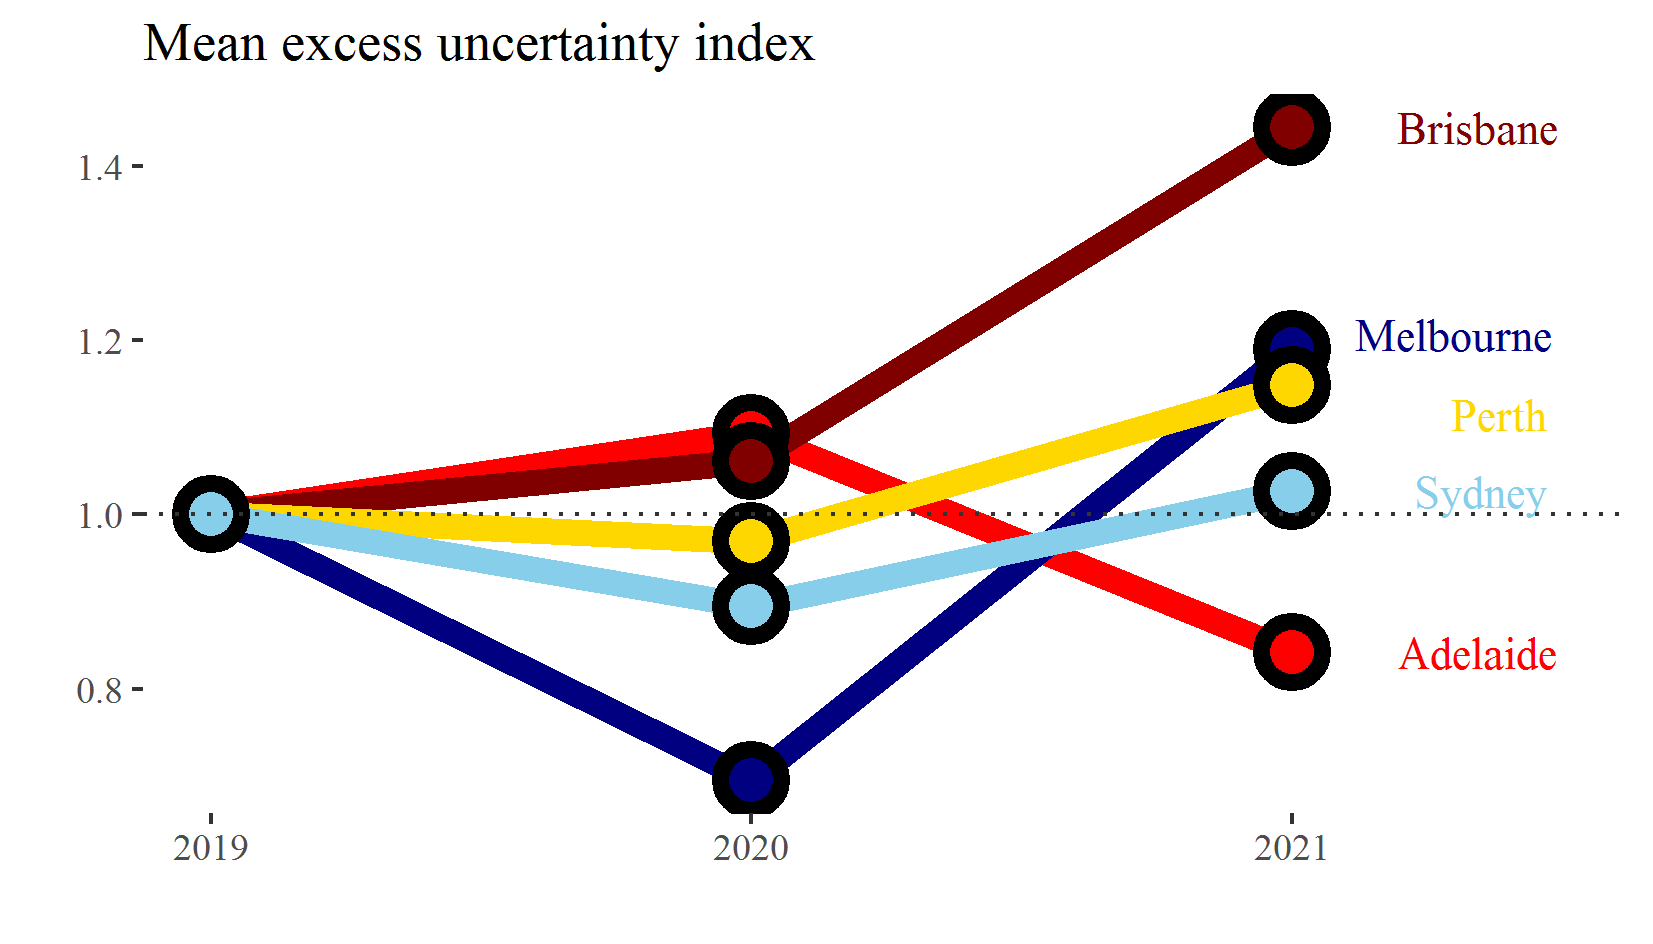 Mean excess uncertainty index
Brisbane
1.4
1.2
Melbourne
Perth
Sydney
1.0
Adelaide
0.8
2019 2020 2021